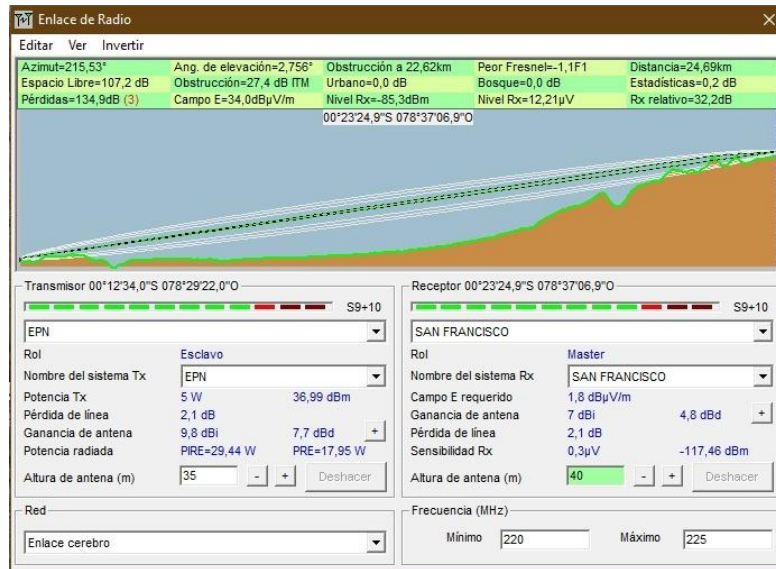 Enlace de Radio
Editar Ver Invertir
Azimut=215,53° Ang. de elevación=2,756° Obstrucción a 22,62km Peor Fresnel=-1,1F1 Distancia=24,69km
Espacio Libre=107,2 dB Obstrucción=27,4 dB ITM Urbano=0,0 dB Bosque=0,0 dB Estadísticas=0,2 dB
Pérdidas=134,9dB (3) Campo E=34,0dBµV/m Nivel Rx=-85,3dBm Nivel Rx=12,21µV Rx relativo=32,2dB
00°23'24,9"S 078°37'06,9"O
Transmisor 00°12'34,0"S 078°29'22,0"O
S9+10
EPN
Rol Esclavo
Nombre del sistema Tx EPN
Potencia Tx 5 W 36,99 dBm
Pérdida de línea 2,1 dB
Ganancia de antena 9,8 dBi 7,7 dBd +
Potencia radiada PIRE=29,44 W PRE=17,95 W
Altura de antena (m) 35 - + Deshacer
Red
Enlace cerebro
Receptor 00°23'24,9"S 078°37'06,9"O
S9+10
SAN FRANCISCO
Rol Master
Nombre del sistema Rx SAN FRANCISCO
Campo E requerido 1,8 dBµV/m
Ganancia de antena 7 dBi 4,8 dBd +
Pérdida de línea 2,1 dB
Sensibilidad Rx 0,3µV -117,46 dBm
Altura de antena (m) 40 - + Deshacer
Frecuencia (MHz)
Mínimo 220 Máximo 225